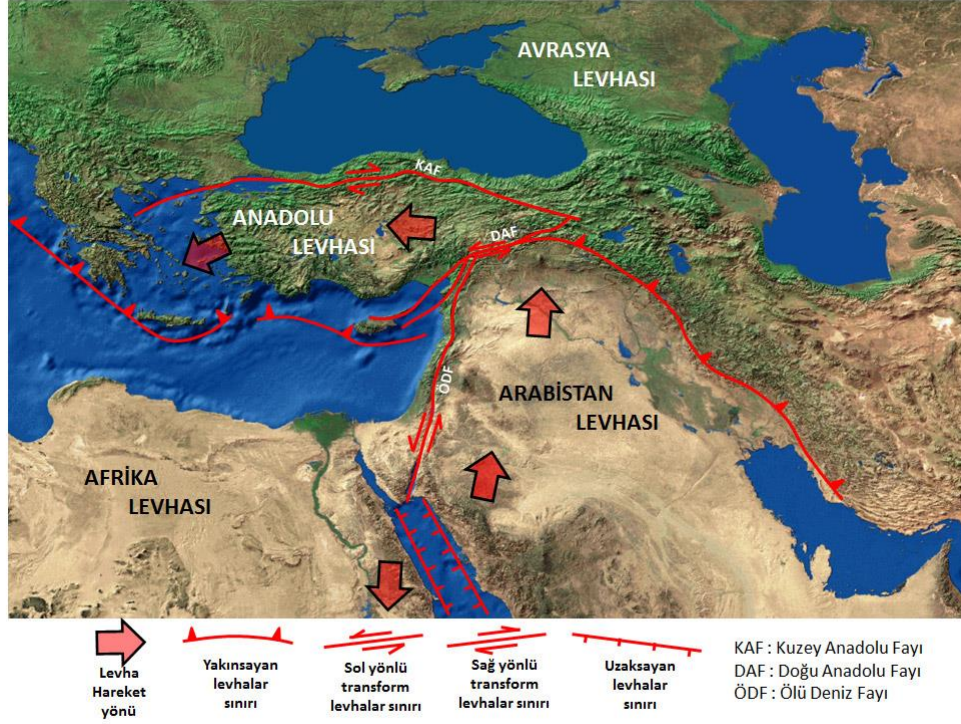 AVRASYA
LEVHASI
KAF
ANADOLU
LEVHASI
DAF
ÖDF
ARABİSTAN
LEVHASI
AFRİKA
LEVHASI
Levha
Hareket
yönü
Yakınsayan
levhalar
sınırı
Sol yönlü
transform
levhalar sınırı
Sağ yönlü
transform
levhalar sınırı
Uzaksayan
levhalar
sınırı
KAF : Kuzey Anadolu Fayı
DAF : Doğu Anadolu Fayı
ÖDF : Ölü Deniz Fayı